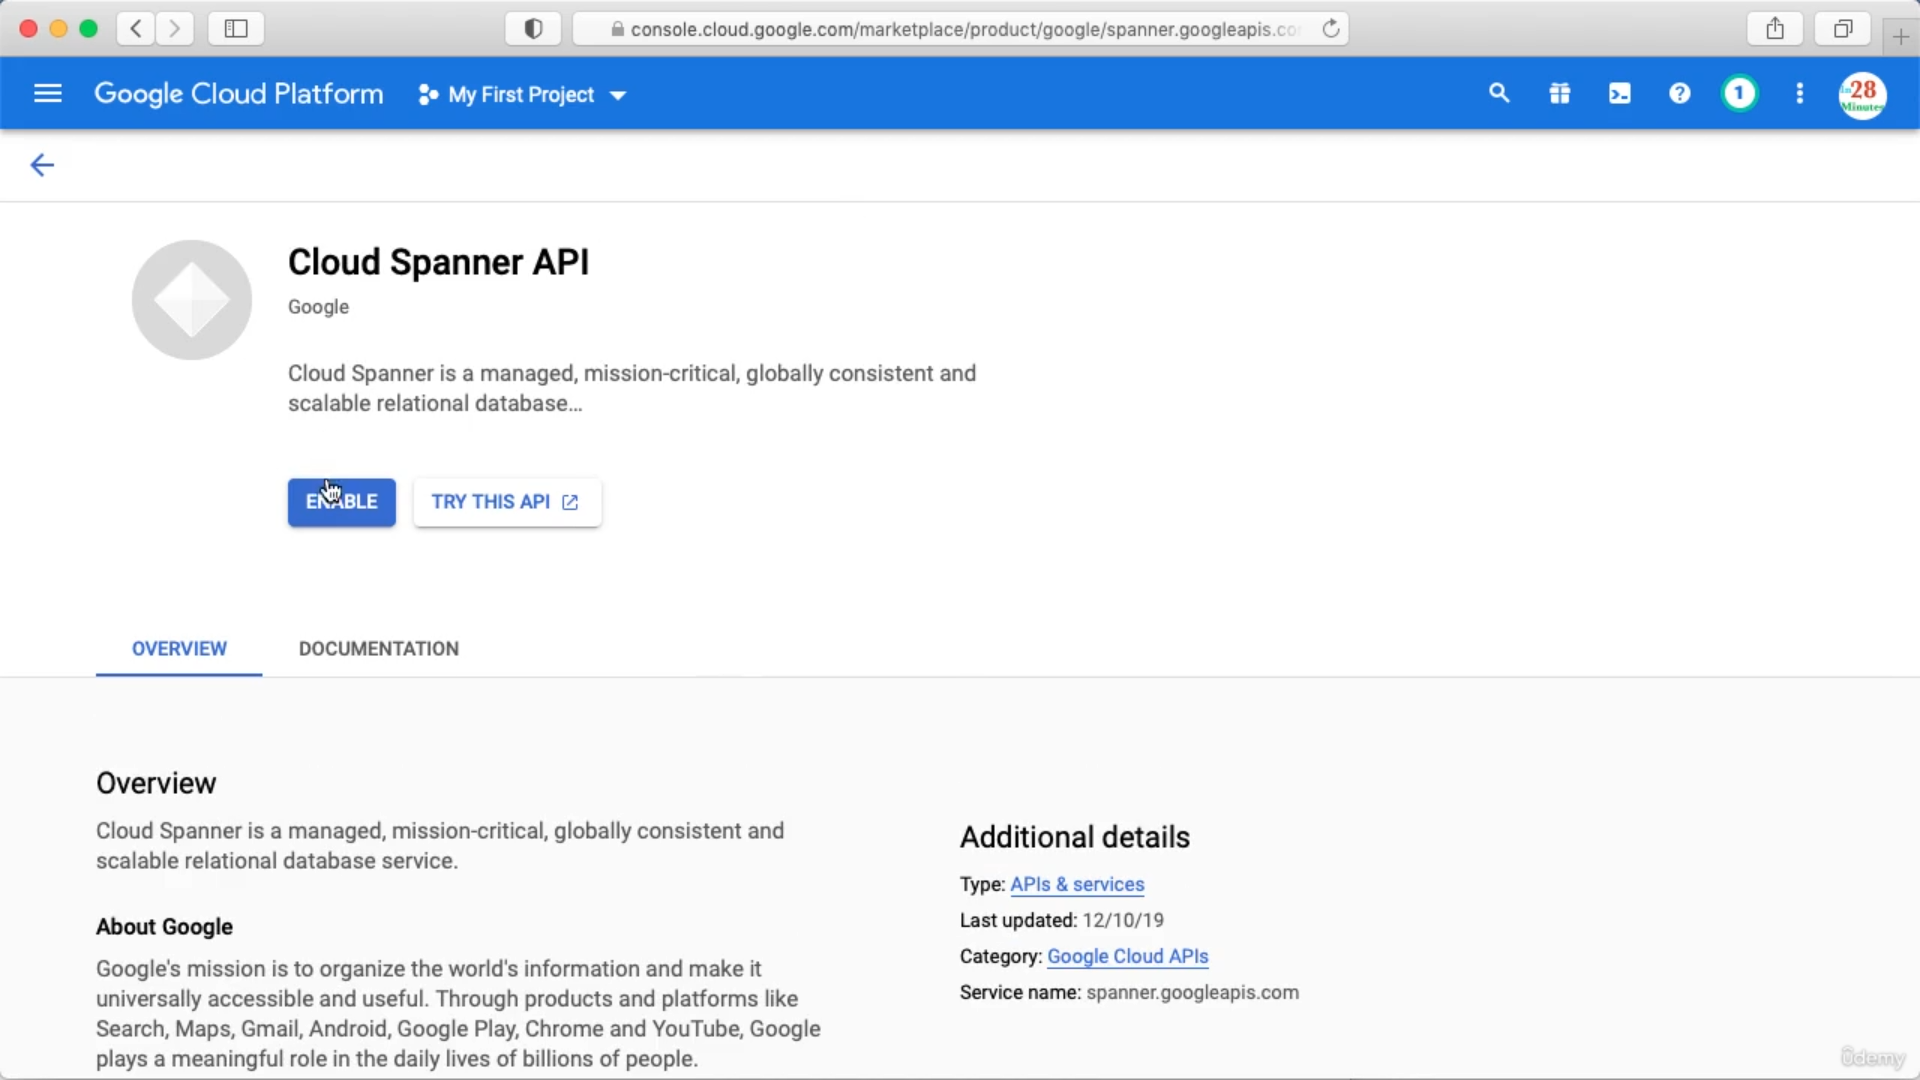 console.cloud.google.com/marketplace/product/google/spanner.googleapis.co
Google Cloud Platform
My First Project
1
in 28
Minutes
Cloud Spanner API
Google
Cloud Spanner is a managed, mission-critical, globally consistent and
scalable relational database...
ENABLE
TRY THIS API
OVERVIEW
DOCUMENTATION
Overview
Cloud Spanner is a managed, mission-critical, globally consistent and
scalable relational database service.
About Google
Google's mission is to organize the world's information and make it
universally accessible and useful. Through products and platforms like
Search, Maps, Gmail, Android, Google Play, Chrome and YouTube, Google
plays a meaningful role in the daily lives of billions of people.
Additional details
Type: APIs & services
Last updated: 12/10/19
Category: Google Cloud APIs
Service name: spanner.googleapis.com
ûdemy